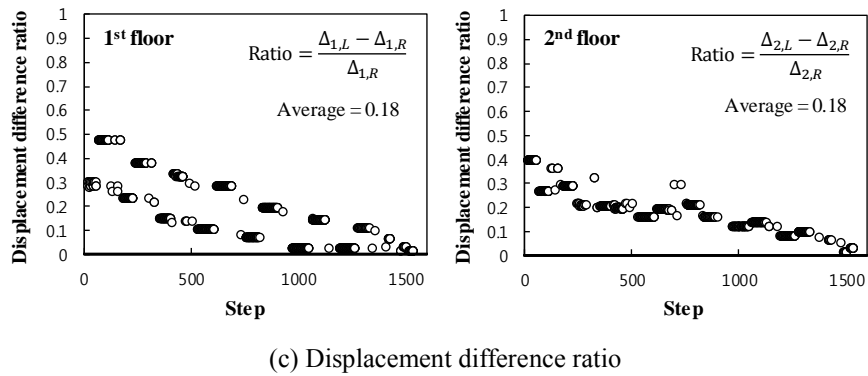 1st floor
Ratio = (Δ1,L − Δ1,R) / Δ1,R
Average = 0.18
Displacement difference ratio
1
0.9
0.8
0.7
0.6
0.5
0.4
0.3
0.2
0.1
0
0 500 1000 1500
Step
2nd floor
Ratio = (Δ2,L − Δ2,R) / Δ2,R
Average = 0.18
Displacement difference ratio
1
0.9
0.8
0.7
0.6
0.5
0.4
0.3
0.2
0.1
0
0 500 1000 1500
Step
(c) Displacement difference ratio